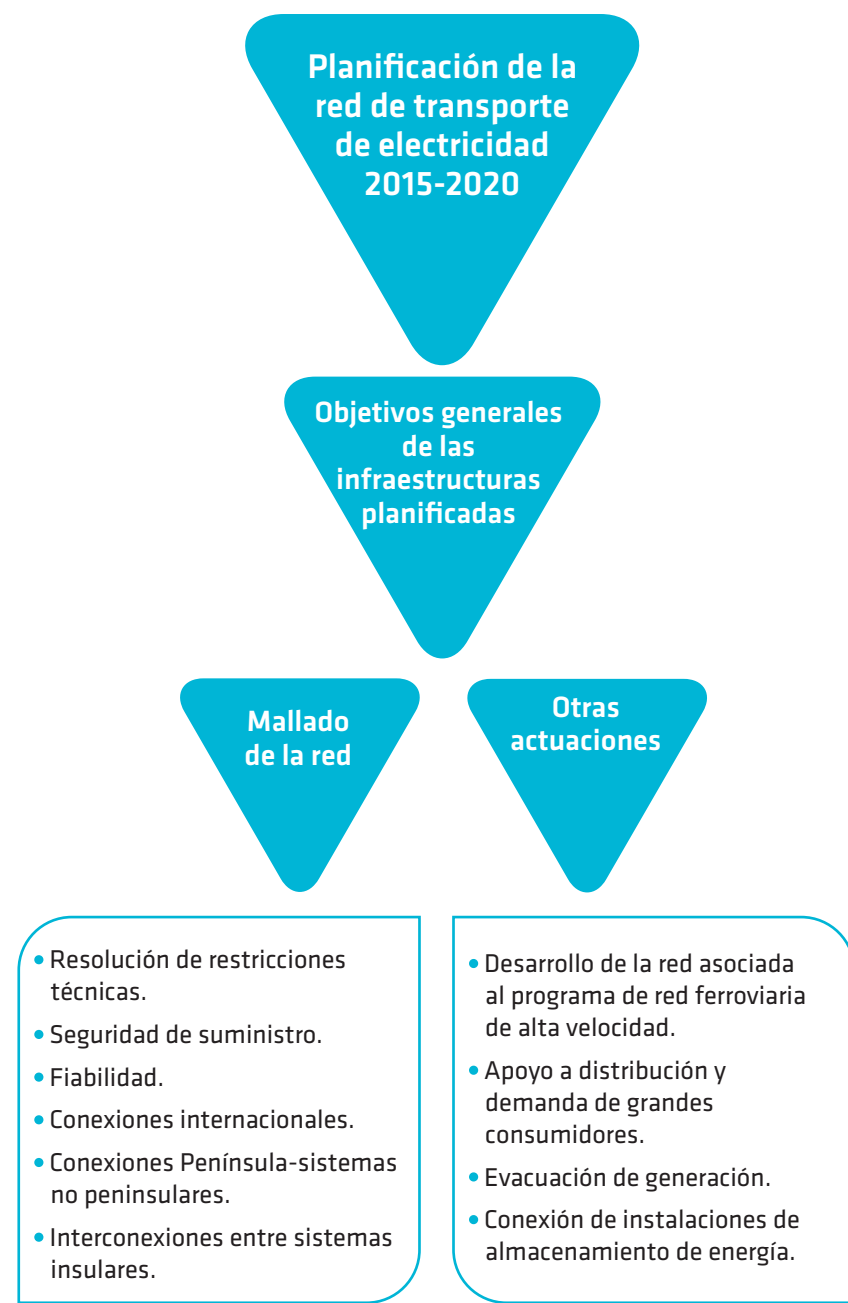 Planificación de la
red de transporte
de electricidad
2015-2020
Objetivos generales
de las
infraestructuras
planificadas
Mallado
de la red
Otras
actuaciones
• Resolución de restricciones
técnicas.
• Seguridad de suministro.
• Fiabilidad.
• Conexiones internacionales.
• Conexiones Península-sistemas
no peninsulares.
• Interconexiones entre sistemas
insulares.
• Desarrollo de la red asociada
al programa de red ferroviaria
de alta velocidad.
• Apoyo a distribución y
demanda de grandes
consumidores.
• Evacuación de generación.
• Conexión de instalaciones de
almacenamiento de energía.